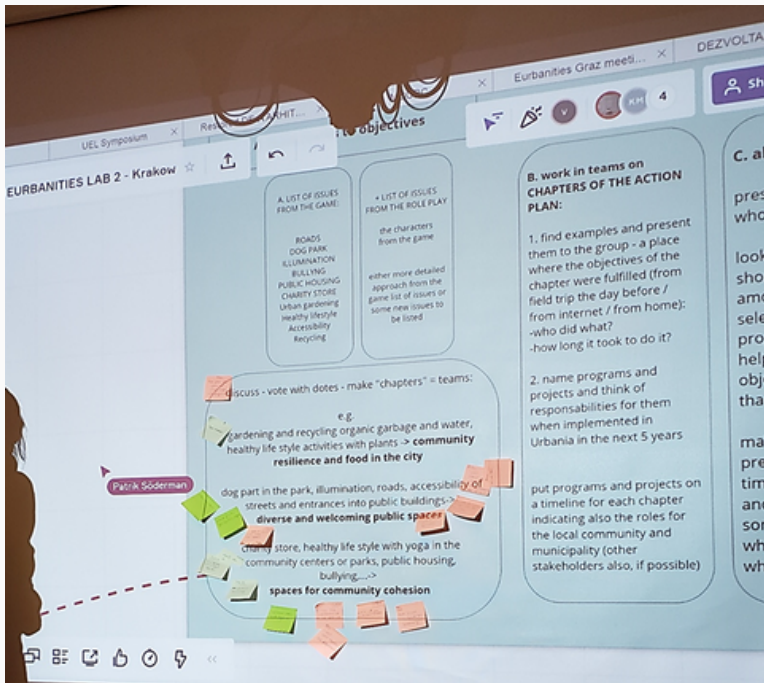 Eurbanities Graz meeti...
DEZVOLTA
UEL Symposium
EURBANITIES LAB 2 - Krakow
V
KM
4
Sh
to objectives
A. LIST OF ISSUES
FROM THE GAME:
ROADS
DOG PARK
ILLUMINATION
BULLYNG
PUBLIC HOUSING
CHARITY STORE
Urban gardening
Healthy lifestyle
Accessibility
Recycling
+ LIST OF ISSUES
FROM THE ROLE PLAY
the characters
from the game
either more detailed
approach from the
game list of issues or
some new issues to
be listed
discuss - vote with dotes - make "chapters" = teams:
e.g.
gardening and recycling organic garbage and water,
healthy life style activities with plants -> community
resilience and food in the city
dog part in the park, illumination, roads, accessibility of
streets and entrances into public buildings->
diverse and welcoming public spaces
charity store, healthy life style with yoga in the
community centers or parks, public housing,
bullying,...->
spaces for community cohesion
Patrik Söderman
B. work in teams on
CHAPTERS OF THE ACTION
PLAN:
1. find examples and present
them to the group - a place
where the objectives of the
chapter were fulfilled (from
field trip the day before /
from internet / from home):
-who did what?
-how long it took to do it?
2. name programs and
projects and think of
responsabilities for them
when implemented in
Urbania in the next 5 years
put programs and projects on
a timeline for each chapter
indicating also the roles for
the local community and
municipality (other
stakeholders also, if possible)
C. al
pres
who
look
sho
amo
sele
pro
help
obj
tha
ma
pre
tim
and
son
wh
wh